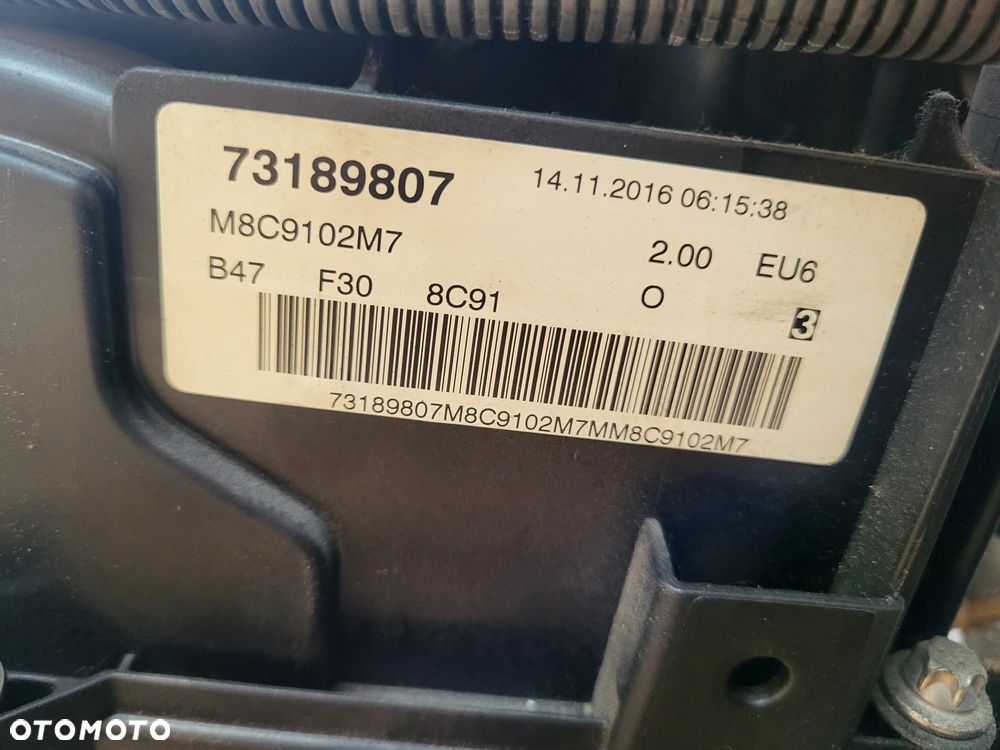 73189807 14.11.2016 06:15:38
M8C9102M7 2.00 EU6
B47 F30 8C91 O 3
73189807M8C9102M7MM8C9102M7
OTOMOTO